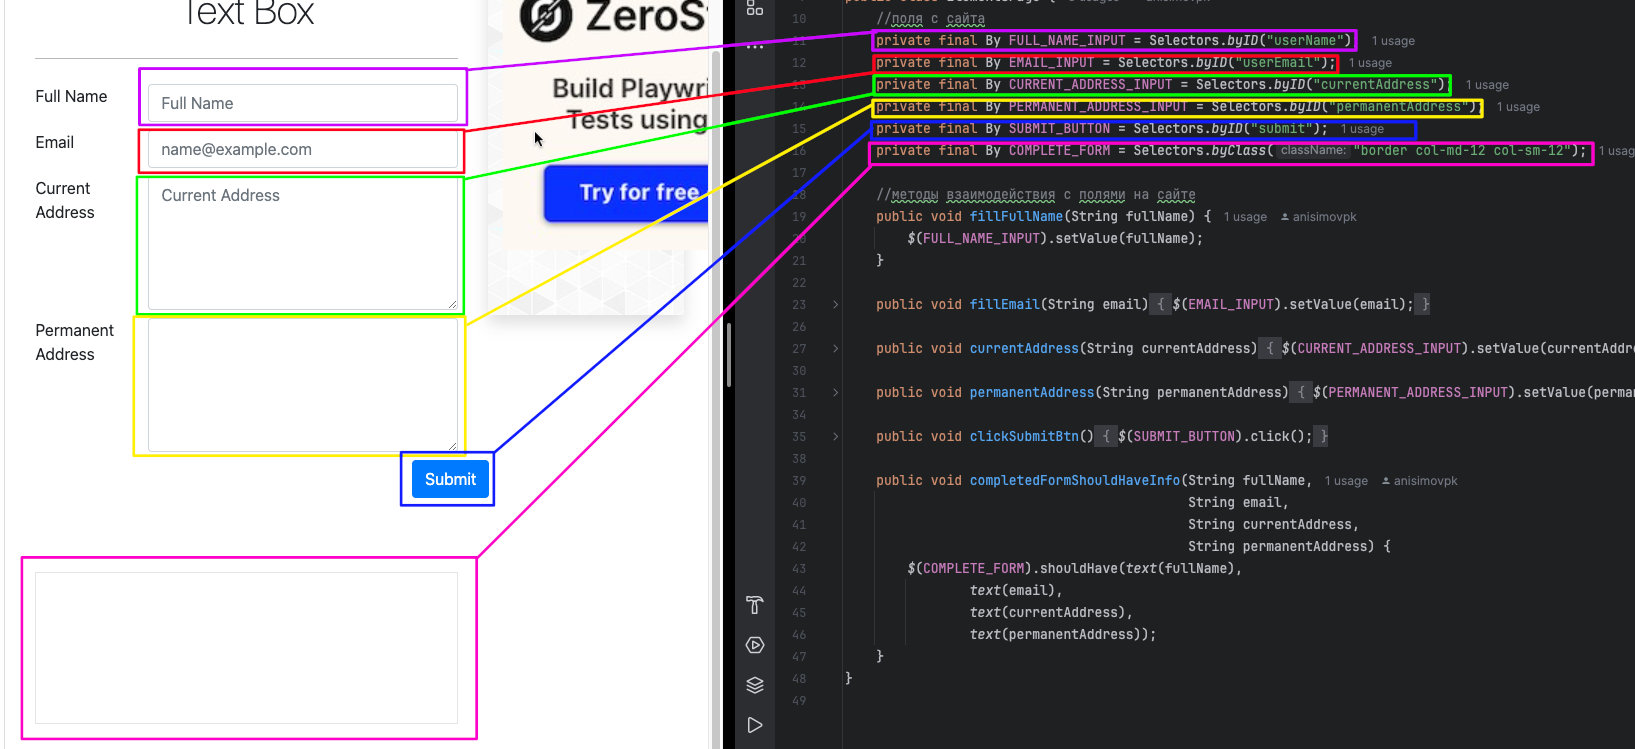 Text Box
ZeroS
Build Playwri
Tests using
Try for free
Full Name
Full Name
Email
name@example.com
Current
Address
Current Address
Permanent
Address
Submit
10 //поля с сайта
11 private final By FULL_NAME_INPUT = Selectors.byID("userName") 1 usage
12 private final By EMAIL_INPUT = Selectors.byID("userEmail"); 1 usage
13 private final By CURRENT_ADDRESS_INPUT = Selectors.byID("currentAddress"); 1 usage
14 private final By PERMANENT_ADDRESS_INPUT = Selectors.byID("permanentAddress"); 1 usage
15 private final By SUBMIT_BUTTON = Selectors.byID("submit"); 1 usage
16 private final By COMPLETE_FORM = Selectors.byClass( className: "border col-md-12 col-sm-12"); 1 usag
17
18 //методы взаимодействия с полями на сайте
19 public void fillFullName(String fullName) { 1 usage anisimovpk
20 $(FULL_NAME_INPUT).setValue(fullName);
21 }
22
23 public void fillEmail(String email) { $(EMAIL_INPUT).setValue(email); }
26
27 public void currentAddress(String currentAddress) { $(CURRENT_ADDRESS_INPUT).setValue(currentAddre
30
31 public void permanentAddress(String permanentAddress) { $(PERMANENT_ADDRESS_INPUT).setValue(perma
34
35 public void clickSubmitBtn() { $(SUBMIT_BUTTON).click(); }
38
39 public void completedFormShouldHaveInfo(String fullName, 1 usage anisimovpk
40 String email,
41 String currentAddress,
42 String permanentAddress) {
43 $(COMPLETE_FORM).shouldHave(text(fullName),
44 text(email),
45 text(currentAddress),
46 text(permanentAddress));
47 }
48 }
49